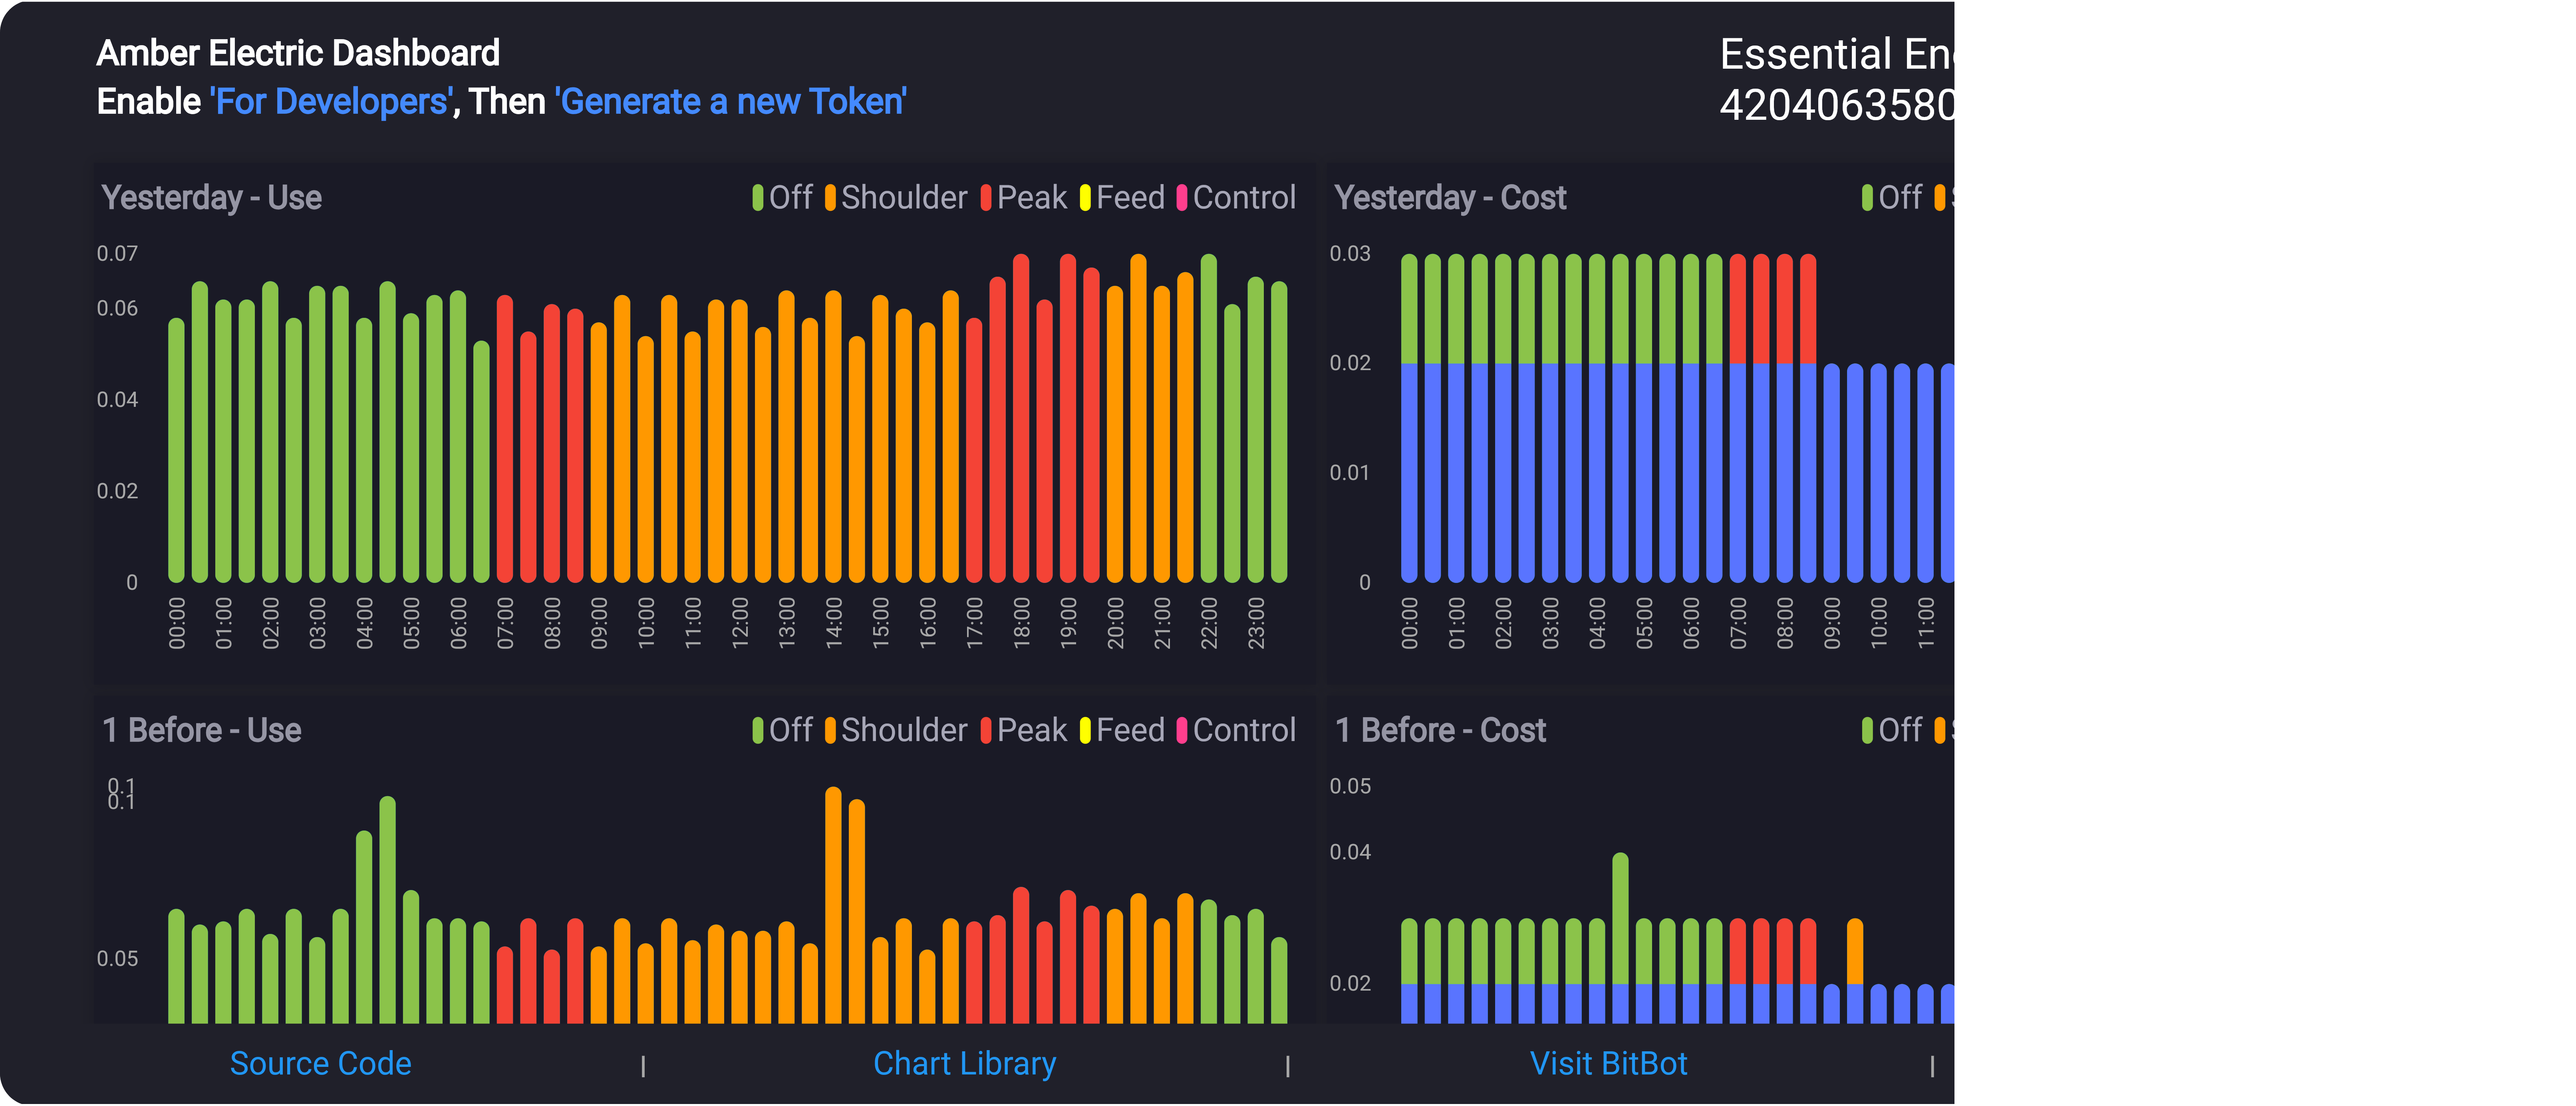 Amber Electric Dashboard
Enable 'For Developers', Then 'Generate a new Token'
Essential
4204063580
Yesterday - Use
Off Shoulder Peak Feed Control
0.07
0.06
0.04
0.02
0
00:00 01:00 02:00 03:00 04:00 05:00 06:00 07:00 08:00 09:00 10:00 11:00 12:00 13:00 14:00 15:00 16:00 17:00 18:00 19:00 20:00 21:00 22:00 23:00
Yesterday - Cost
Off
0.03
0.02
0.01
0
00:00 01:00 02:00 03:00 04:00 05:00 06:00 07:00 08:00 09:00 10:00 11:00
1 Before - Use
Off Shoulder Peak Feed Control
0.1
0.1
0.05
1 Before - Cost
Off
0.05
0.04
0.02
Source Code | Chart Library | Visit BitBot |